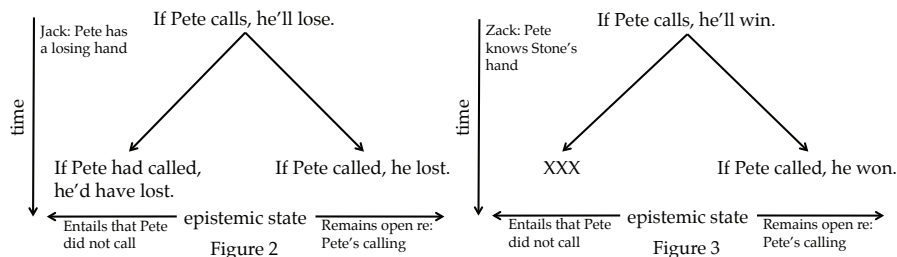 If Pete calls, he'll lose.
Jack: Pete has
a losing hand
time
If Pete had called,
he'd have lost.
If Pete called, he lost.
epistemic state
Entails that Pete
did not call
Remains open re:
Pete's calling
Figure 2
If Pete calls, he'll win.
Zack: Pete
knows Stone's
hand
time
XXX
If Pete called, he won.
epistemic state
Entails that Pete
did not call
Remains open re:
Pete's calling
Figure 3